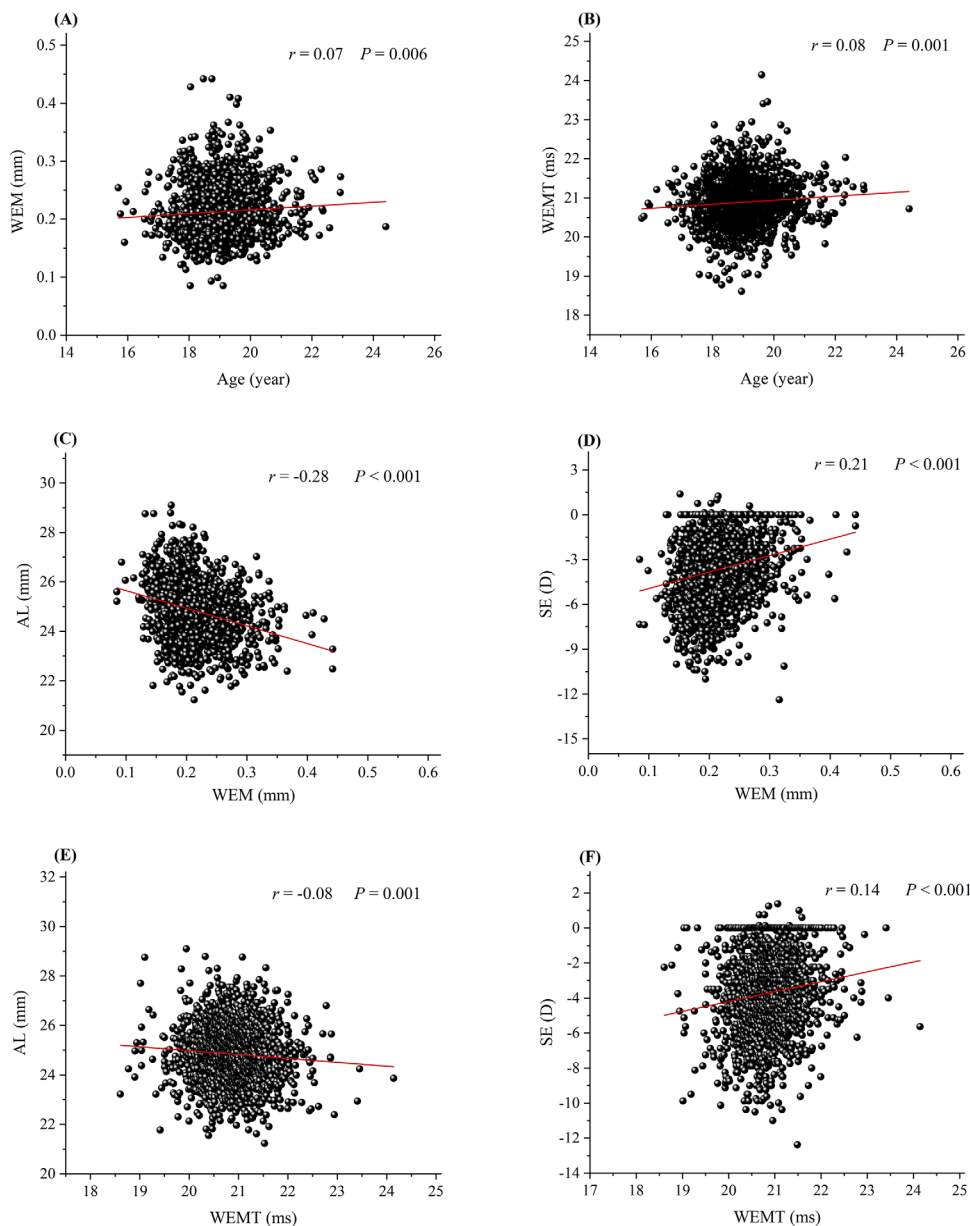 (A)
r = 0.07 P = 0.006
0.5
0.4
0.3
0.2
0.1
0.0
WEM (mm)
14 16 18 20 22 24 26
Age (year)
(B)
r = 0.08 P = 0.001
25
24
23
22
21
20
19
18
WEMT (ms)
14 16 18 20 22 24 26
Age (year)
(C)
r = -0.28 P < 0.001
30
28
26
24
22
20
AL (mm)
0.0 0.1 0.2 0.3 0.4 0.5 0.6
WEM (mm)
(D)
r = 0.21 P < 0.001
3
0
-3
-6
-9
-12
-15
SE (D)
0.0 0.1 0.2 0.3 0.4 0.5 0.6
WEM (mm)
(E)
r = -0.08 P = 0.001
32
30
28
26
24
22
20
AL (mm)
18 19 20 21 22 23 24 25
WEMT (ms)
(F)
r = 0.14 P < 0.001
2
0
-2
-4
-6
-8
-10
-12
-14
SE (D)
17 18 19 20 21 22 23 24 25
WEMT (ms)